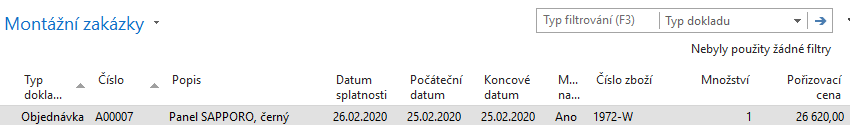 Montážní zakázky
Typ filtrování (F3) Typ dokladu
Nebyly použity žádné filtry
Typ dokla... Číslo Popis Datum splatnosti Počáteční datum Koncové datum M... na... Číslo zboží Množství Pořizovací cena
Objednávka A00007 Panel SAPPORO, černý 26.02.2020 25.02.2020 25.02.2020 Ano 1972-W 1 26 620,00